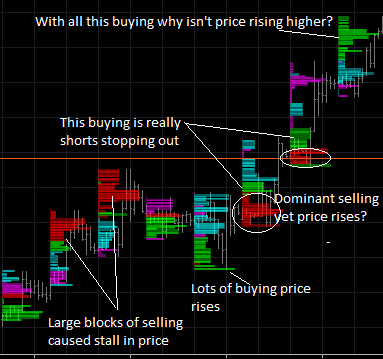 With all this buying why isn't price rising higher?
This buying is really
shorts stopping out
Dominant selling
yet price rises?
Lots of buying price
rises
Large blocks of selling
caused stall in price